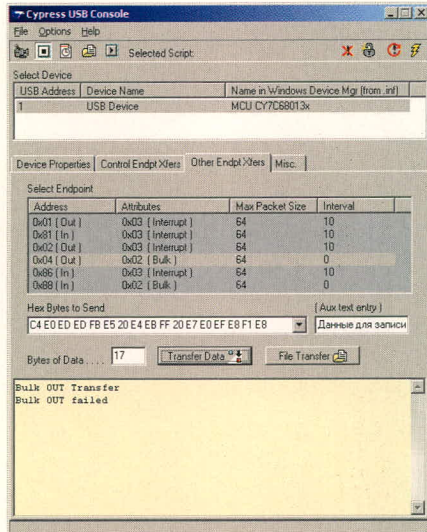 Cypress USB Console
File Options Help
Selected Script:
Select Device
USB Address Device Name Name in Windows Device Mgr (from .inf)
1 USB Device MCU CY7C68013x
Device Properties Control Endpt Xfers Other Endpt Xfers Misc.
Select Endpoint
Address Attributes Max Packet Size Interval
0x01 ( Out ) 0x03 ( Interrupt ) 64 10
0x81 ( In ) 0x03 ( Interrupt ) 64 10
0x02 ( Out ) 0x03 ( Interrupt ) 64 10
0x04 ( Out ) 0x02 ( Bulk ) 64 0
0x86 ( In ) 0x03 ( Interrupt ) 64 10
0x88 ( In ) 0x02 ( Bulk ) 64 0
Hex Bytes to Send ( Aux text entry )
C4 E0 ED ED FB E5 20 E4 EB FF 20 E7 E0 EF E8 F1 E8 Данные для записи
Bytes of Data . . . . 17 Transfer Data File Transfer
Bulk OUT Transfer
Bulk OUT failed